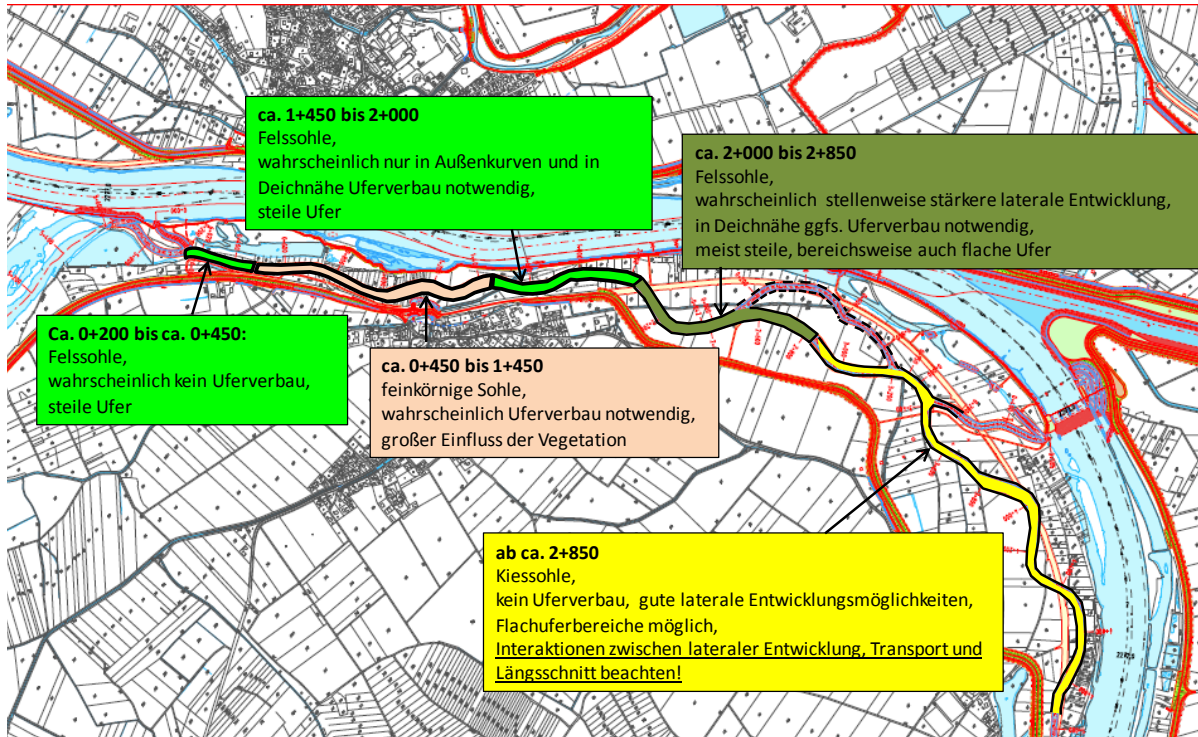 ca. 1+450 bis 2+000
Felssohle,
wahrscheinlich nur in Außenkurven und in
Deichnähe Uferverbau notwendig,
steile Ufer
ca. 2+000 bis 2+850
Felssohle,
wahrscheinlich stellenweise stärkere laterale Entwicklung,
in Deichnähe ggfs. Uferverbau notwendig,
meist steile, bereichsweise auch flache Ufer
Ca. 0+200 bis ca. 0+450:
Felssohle,
wahrscheinlich kein Uferverbau,
steile Ufer
ca. 0+450 bis 1+450
feinkörnige Sohle,
wahrscheinlich Uferverbau notwendig,
großer Einfluss der Vegetation
ab ca. 2+850
Kiessohle,
kein Uferverbau, gute laterale Entwicklungsmöglichkeiten,
Flachuferbereiche möglich,
Interaktionen zwischen lateraler Entwicklung, Transport und
Längsschnitt beachten!